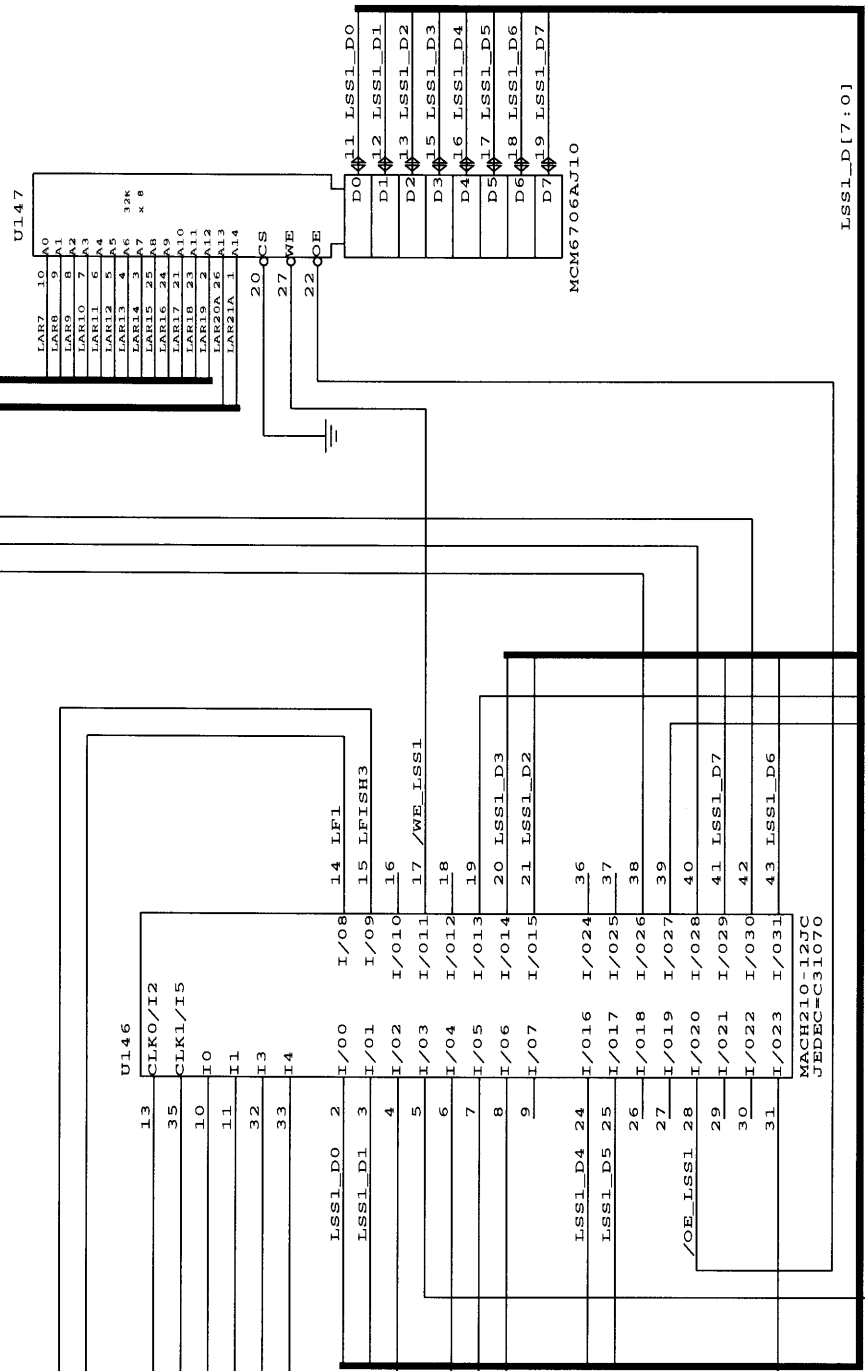 U147
32K
x 8
LAR7 10 A0
LAR8 9 A1
LAR9 8 A2
LAR10 7 A3
LAR11 6 A4
LAR12 5 A5
LAR13 4 A6
LAR14 3 A7
LAR15 25 A8
LAR16 24 A9
LAR17 21 A10
LAR18 23 A11
LAR19 2 A12
LAR20A 26 A13
LAR21A 1 A14
20 CS
27 WE
22 OE
D0 11 LSS1_D0
D1 12 LSS1_D1
D2 13 LSS1_D2
D3 15 LSS1_D3
D4 16 LSS1_D4
D5 17 LSS1_D5
D6 18 LSS1_D6
D7 19 LSS1_D7
MCM6706AJ10
LSS1_D[7:0]
U146
13 CLK0/I2
35 CLK1/I5
10 I0
11 I1
32 I3
33 I4
LSS1_D0 2 I/O0
LSS1_D1 3 I/O1
4 I/O2
5 I/O3
6 I/O4
7 I/O5
8 I/O6
9 I/O7
LSS1_D4 24 I/O16
LSS1_D5 25 I/O17
26 I/O18
27 I/O19
/OE_LSS1 28 I/O20
29 I/O21
30 I/O22
31 I/O23
I/O8 14 LF1
I/O9 15 LFISH3
I/O10 16
I/O11 17 /WE_LSS1
I/O12 18
I/O13 19
I/O14 20 LSS1_D3
I/O15 21 LSS1_D2
I/O24 36
I/O25 37
I/O26 38
I/O27 39
I/O28 40
I/O29 41 LSS1_D7
I/O30 42
I/O31 43 LSS1_D6
MACH210-12JC
JEDEC=C31070